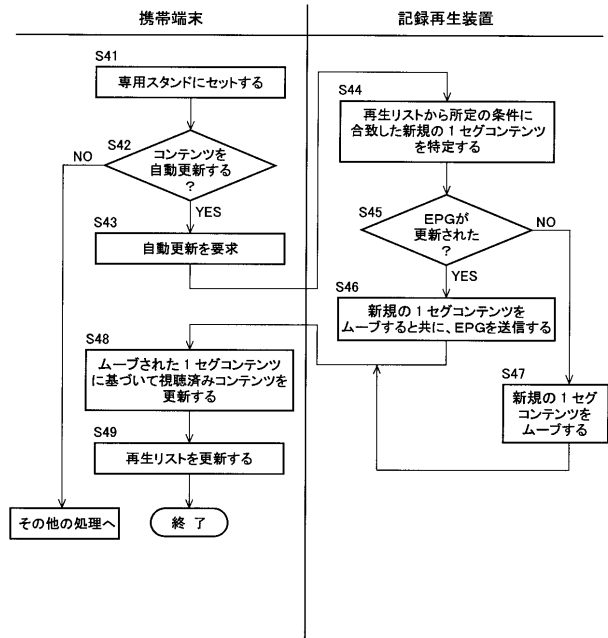 携帯端末
記録再生装置
S41
専用スタンドにセットする
S42
コンテンツを
自動更新する
?
NO
YES
S43
自動更新を要求
S44
再生リストから所定の条件に
合致した新規の1セグコンテンツ
を特定する
S45
EPGが
更新された
?
NO
YES
S46
新規の1セグコンテンツを
ムーブすると共に、EPGを送信する
S47
新規の1セグ
コンテンツを
ムーブする
S48
ムーブされた1セグコンテンツ
に基づいて視聴済みコンテンツを
更新する
S49
再生リストを更新する
その他の処理へ
終了